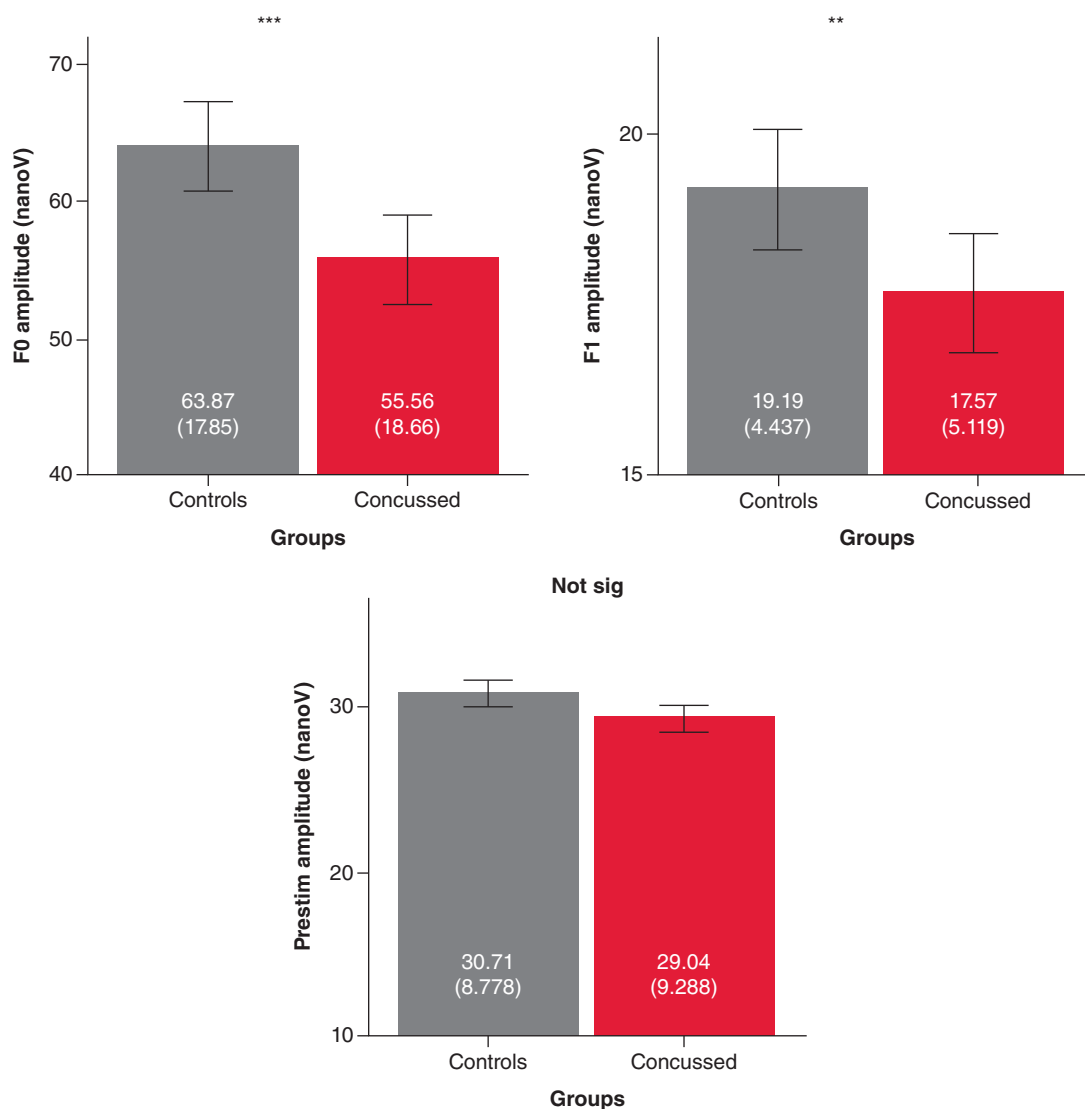 ***
F0 amplitude (nanoV)
70
60
50
40
63.87
(17.85)
55.56
(18.66)
Controls
Concussed
Groups
**
F1 amplitude (nanoV)
20
15
19.19
(4.437)
17.57
(5.119)
Controls
Concussed
Groups
Not sig
Prestim amplitude (nanoV)
30
20
10
30.71
(8.778)
29.04
(9.288)
Controls
Concussed
Groups